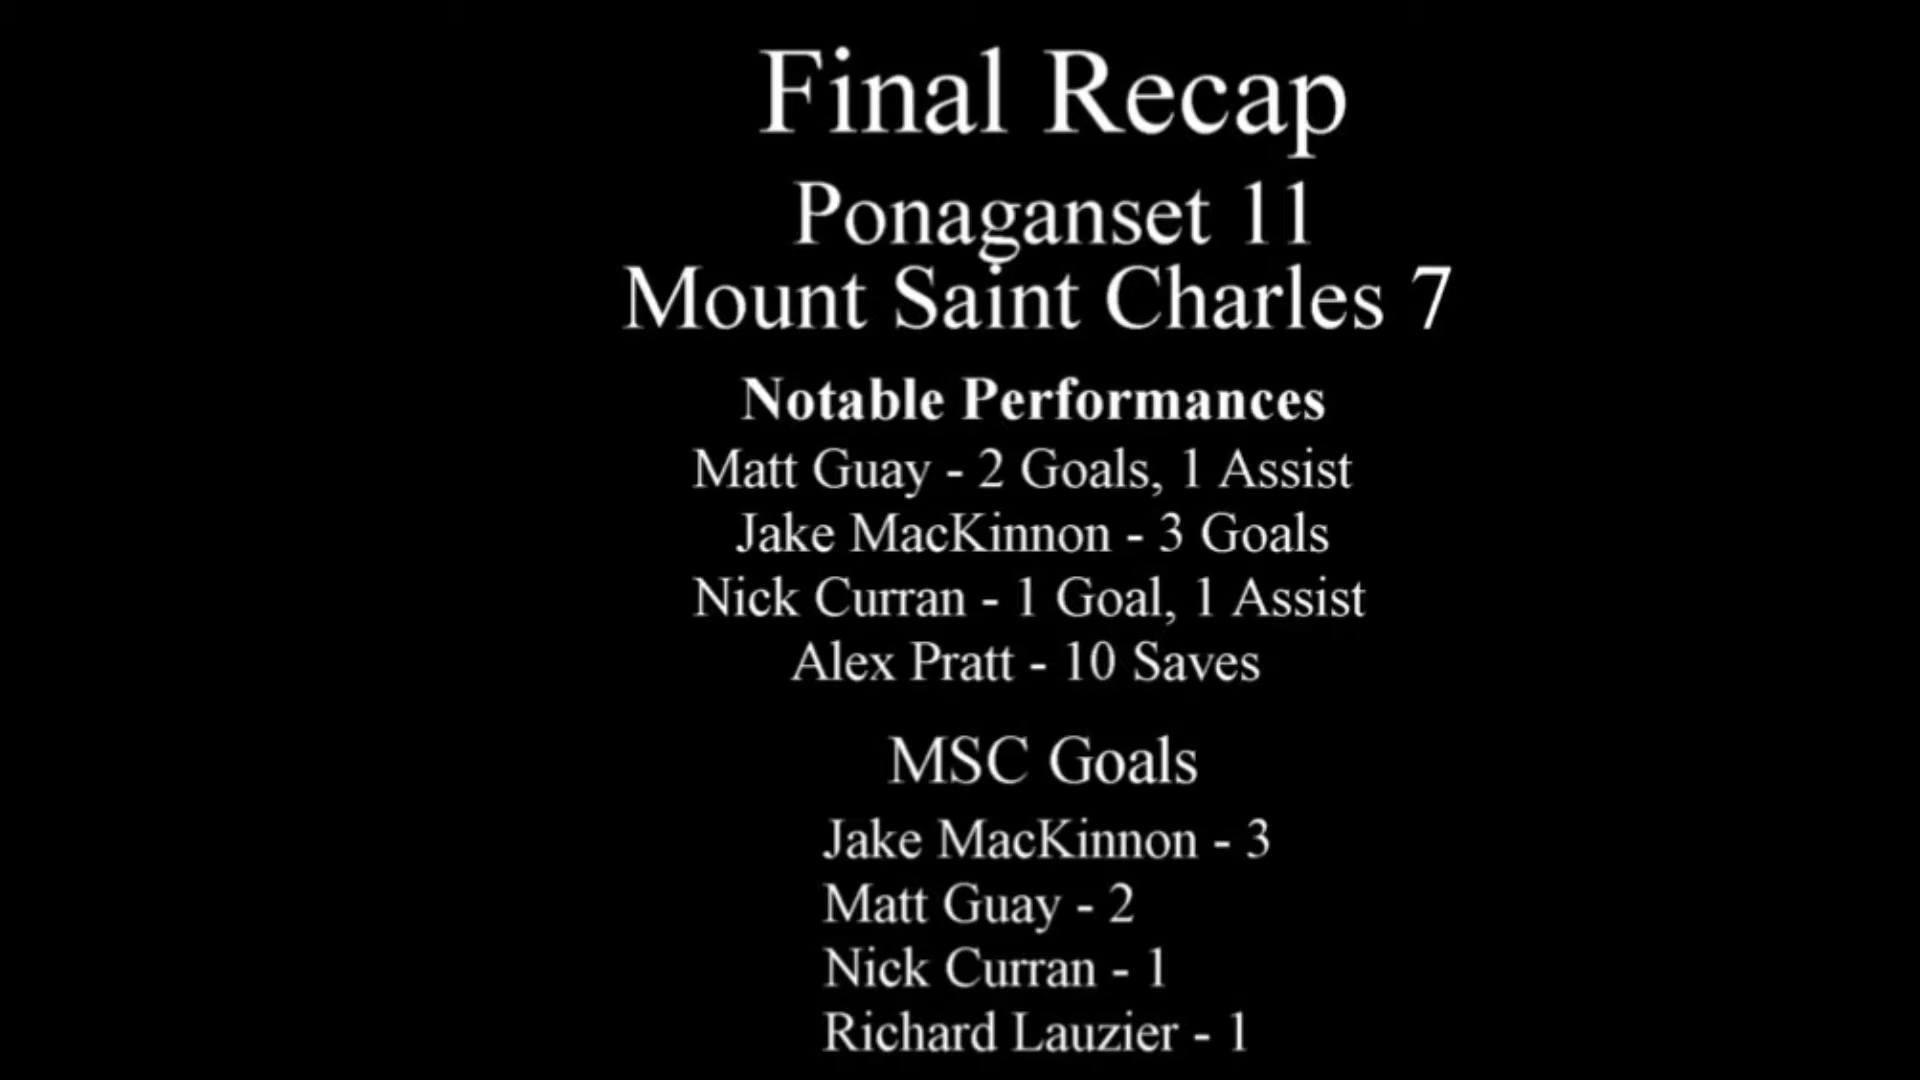 Final Recap
Ponaganset 11
Mount Saint Charles 7
Notable Performances
Matt Guay - 2 Goals, 1 Assist
Jake MacKinnon - 3 Goals
Nick Curran - 1 Goal, 1 Assist
Alex Pratt - 10 Saves
MSC Goals
Jake MacKinnon - 3
Matt Guay - 2
Nick Curran - 1
Richard Lauzier - 1